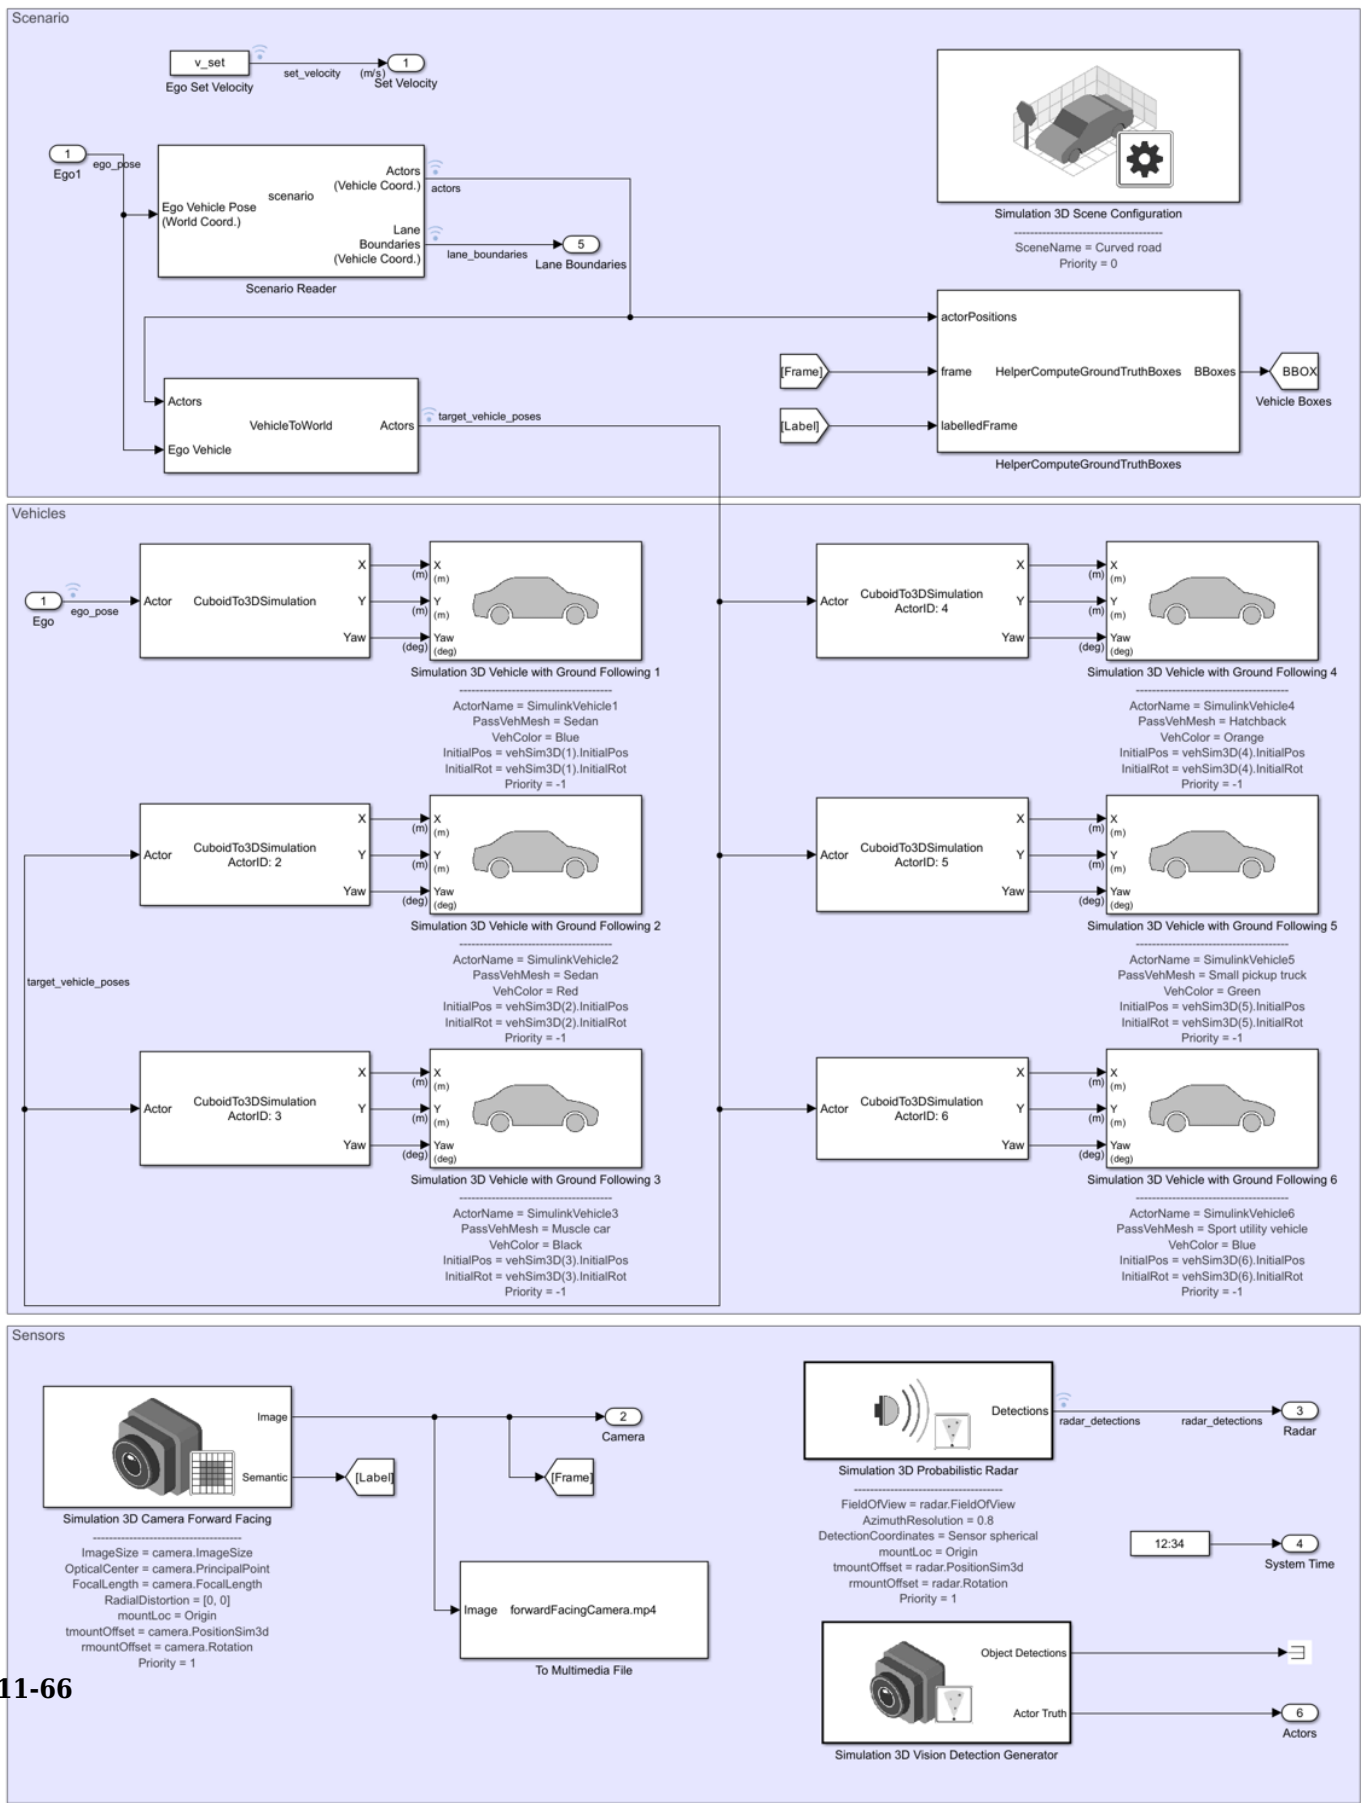 Scenario
v_set
Ego Set Velocity
set_velocity
(m/s)
1
Set Velocity
1
Ego1
ego_pose
Ego Vehicle Pose
(World Coord.)
scenario
Actors
(Vehicle Coord.)
Lane
Boundaries
(Vehicle Coord.)
Scenario Reader
actors
lane_boundaries
5
Lane Boundaries
Simulation 3D Scene Configuration
------------------------------------
SceneName = Curved road
Priority = 0
Actors
Ego Vehicle
VehicleToWorld
Actors
target_vehicle_poses
[Frame]
[Label]
actorPositions
frame
labelledFrame
HelperComputeGroundTruthBoxes
BBoxes
HelperComputeGroundTruthBoxes
BBOX
Vehicle Boxes
Vehicles
1
Ego
ego_pose
Actor
CuboidTo3DSimulation
X
Y
Yaw
(m)
(m)
(deg)
X
(m)
Y
(m)
Yaw
(deg)
Simulation 3D Vehicle with Ground Following 1
-------------------------------------
ActorName = SimulinkVehicle1
PassVehMesh = Sedan
VehColor = Blue
InitialPos = vehSim3D(1).InitialPos
InitialRot = vehSim3D(1).InitialRot
Priority = -1
Actor
CuboidTo3DSimulation
ActorID: 4
X
Y
Yaw
(m)
(m)
(deg)
X
(m)
Y
(m)
Yaw
(deg)
Simulation 3D Vehicle with Ground Following 4
-------------------------------------
ActorName = SimulinkVehicle4
PassVehMesh = Hatchback
VehColor = Orange
InitialPos = vehSim3D(4).InitialPos
InitialRot = vehSim3D(4).InitialRot
Priority = -1
Actor
CuboidTo3DSimulation
ActorID: 2
X
Y
Yaw
(m)
(m)
(deg)
X
(m)
Y
(m)
Yaw
(deg)
Simulation 3D Vehicle with Ground Following 2
-------------------------------------
ActorName = SimulinkVehicle2
PassVehMesh = Sedan
VehColor = Red
InitialPos = vehSim3D(2).InitialPos
InitialRot = vehSim3D(2).InitialRot
Priority = -1
Actor
CuboidTo3DSimulation
ActorID: 5
X
Y
Yaw
(m)
(m)
(deg)
X
(m)
Y
(m)
Yaw
(deg)
Simulation 3D Vehicle with Ground Following 5
-------------------------------------
ActorName = SimulinkVehicle5
PassVehMesh = Small pickup truck
VehColor = Green
InitialPos = vehSim3D(5).InitialPos
InitialRot = vehSim3D(5).InitialRot
Priority = -1
target_vehicle_poses
Actor
CuboidTo3DSimulation
ActorID: 3
X
Y
Yaw
(m)
(m)
(deg)
X
(m)
Y
(m)
Yaw
(deg)
Simulation 3D Vehicle with Ground Following 3
-------------------------------------
ActorName = SimulinkVehicle3
PassVehMesh = Muscle car
VehColor = Black
InitialPos = vehSim3D(3).InitialPos
InitialRot = vehSim3D(3).InitialRot
Priority = -1
Actor
CuboidTo3DSimulation
ActorID: 6
X
Y
Yaw
(m)
(m)
(deg)
X
(m)
Y
(m)
Yaw
(deg)
Simulation 3D Vehicle with Ground Following 6
-------------------------------------
ActorName = SimulinkVehicle6
PassVehMesh = Sport utility vehicle
VehColor = Blue
InitialPos = vehSim3D(6).InitialPos
InitialRot = vehSim3D(6).InitialRot
Priority = -1
Sensors
Image
Semantic
Simulation 3D Camera Forward Facing
------------------------------------
ImageSize = camera.ImageSize
OpticalCenter = camera.PrincipalPoint
FocalLength = camera.FocalLength
RadialDistortion = [0, 0]
mountLoc = Origin
tmountOffset = camera.PositionSim3d
rmountOffset = camera.Rotation
Priority = 1
[Label]
2
Camera
[Frame]
Image
forwardFacingCamera.mp4
To Multimedia File
Detections
radar_detections
radar_detections
3
Radar
Simulation 3D Probabilistic Radar
------------------------------------
FieldOfView = radar.FieldOfView
AzimuthResolution = 0.8
DetectionCoordinates = Sensor spherical
mountLoc = Origin
tmountOffset = radar.PositionSim3d
rmountOffset = radar.Rotation
Priority = 1
12:34
4
System Time
Object Detections
Actor Truth
Simulation 3D Vision Detection Generator
6
Actors
11-66